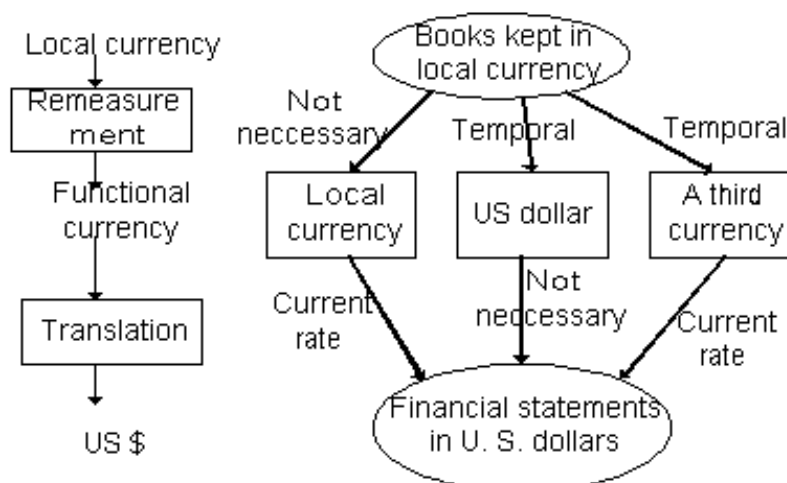 Local currency
Remeasure
ment
Functional
currency
Translation
US $
Books kept in
local currency
Not
neccessary
Temporal
Temporal
Local
currency
US dollar
A third
currency
Current
rate
Not
neccessary
Current
rate
Financial statements
in U. S. dollars